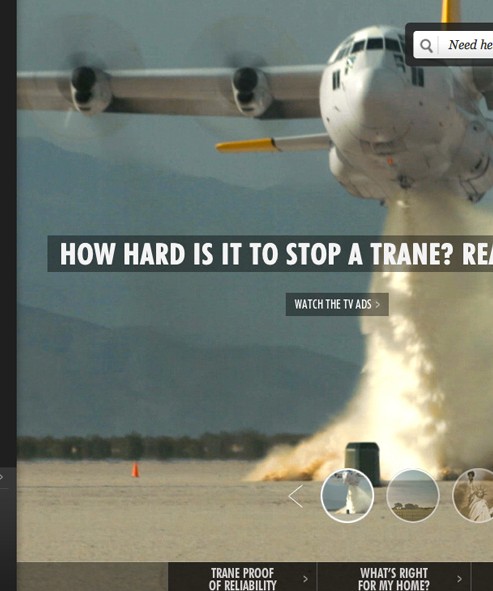 Need he
HOW HARD IS IT TO STOP A TRANE? REA
WATCH THE TV ADS >
TRANE PROOF
OF RELIABILITY
WHAT'S RIGHT
FOR MY HOME?